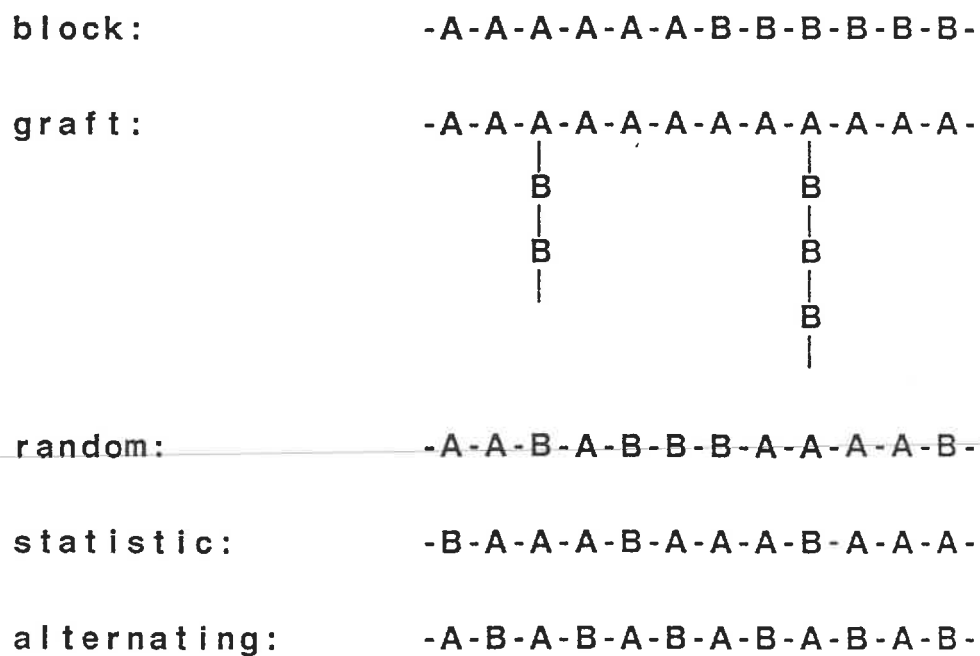 block: -A-A-A-A-A-A-B-B-B-B-B-B-
graft: -A-A-A-A-A-A-A-A-A-A-A-A-
B B
B B
B
random: -A-A-B-A-B-B-B-A-A-A-A-B-
statistic: -B-A-A-A-B-A-A-A-B-A-A-A-
alternating: -A-B-A-B-A-B-A-B-A-B-A-B-